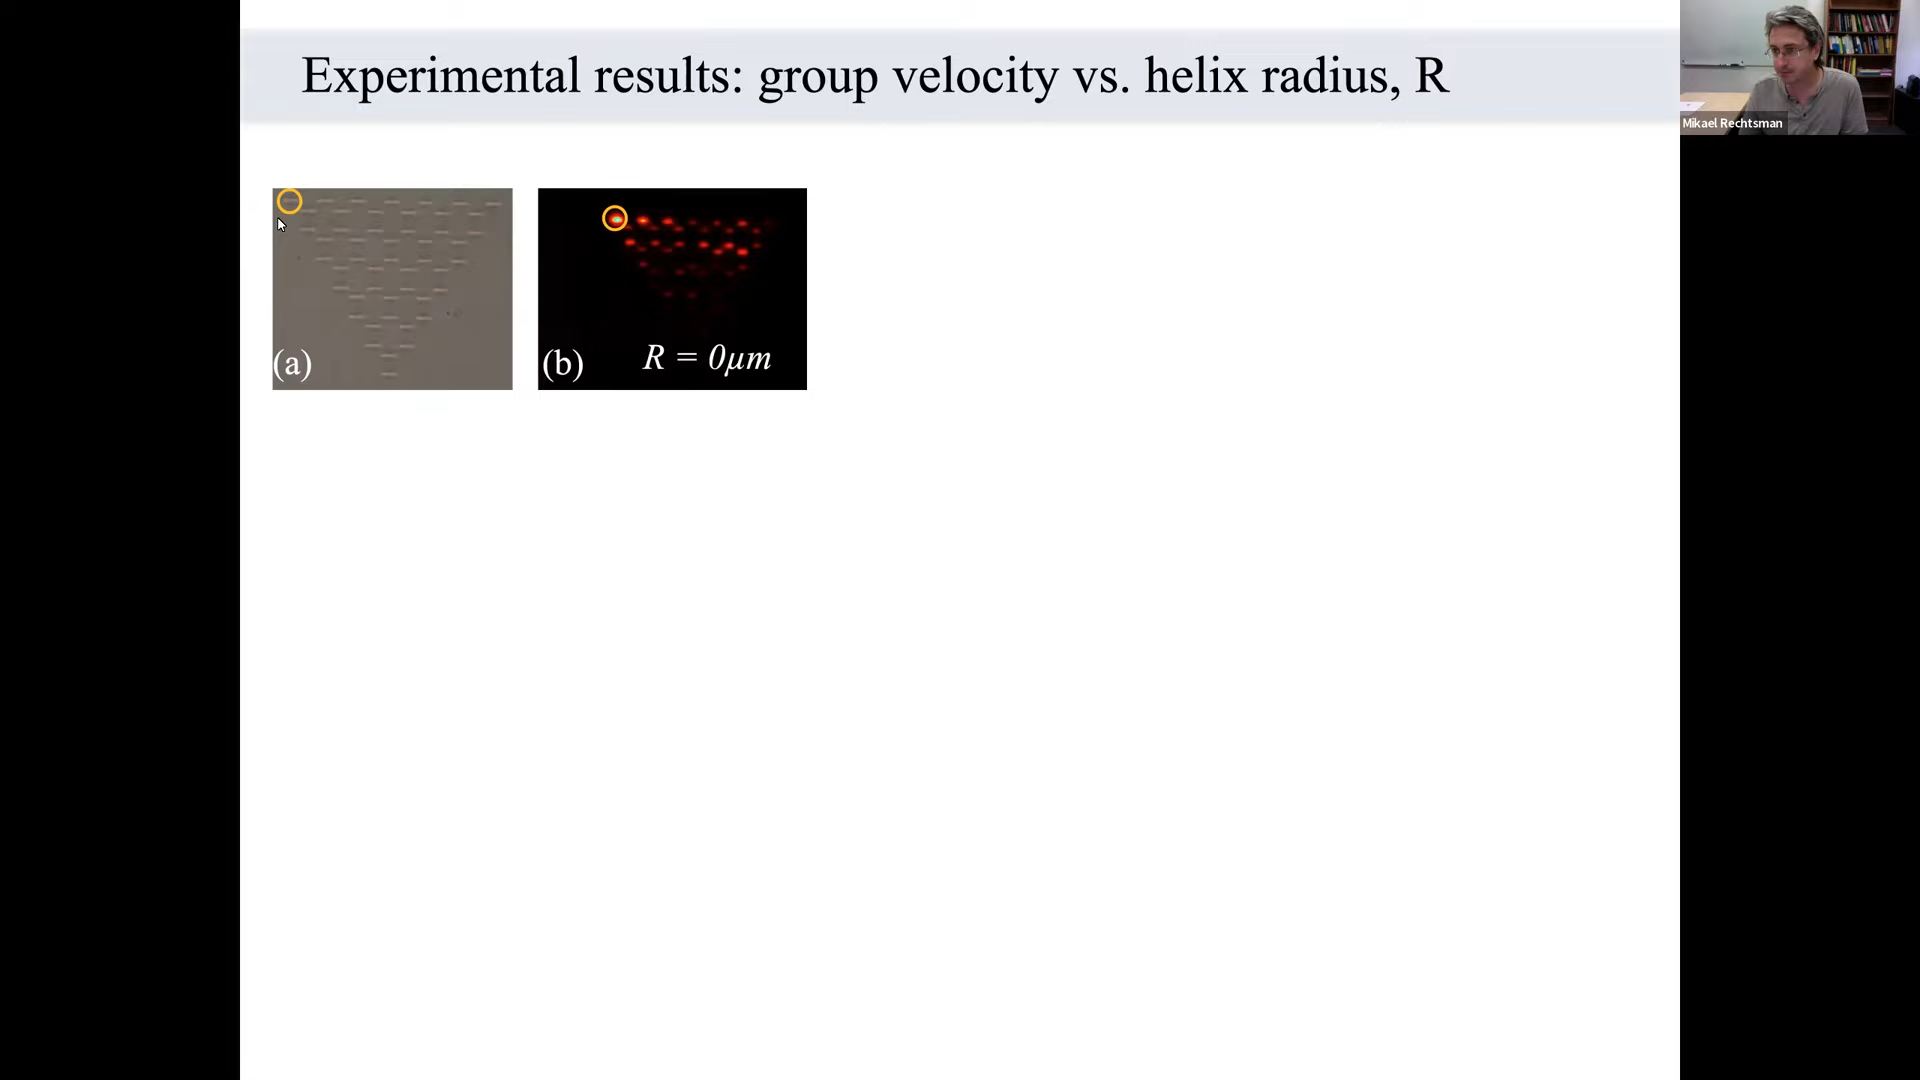 Experimental results: group velocity vs. helix radius, R
Mikael Rechtsman
(a)
(b)
R = 0μm